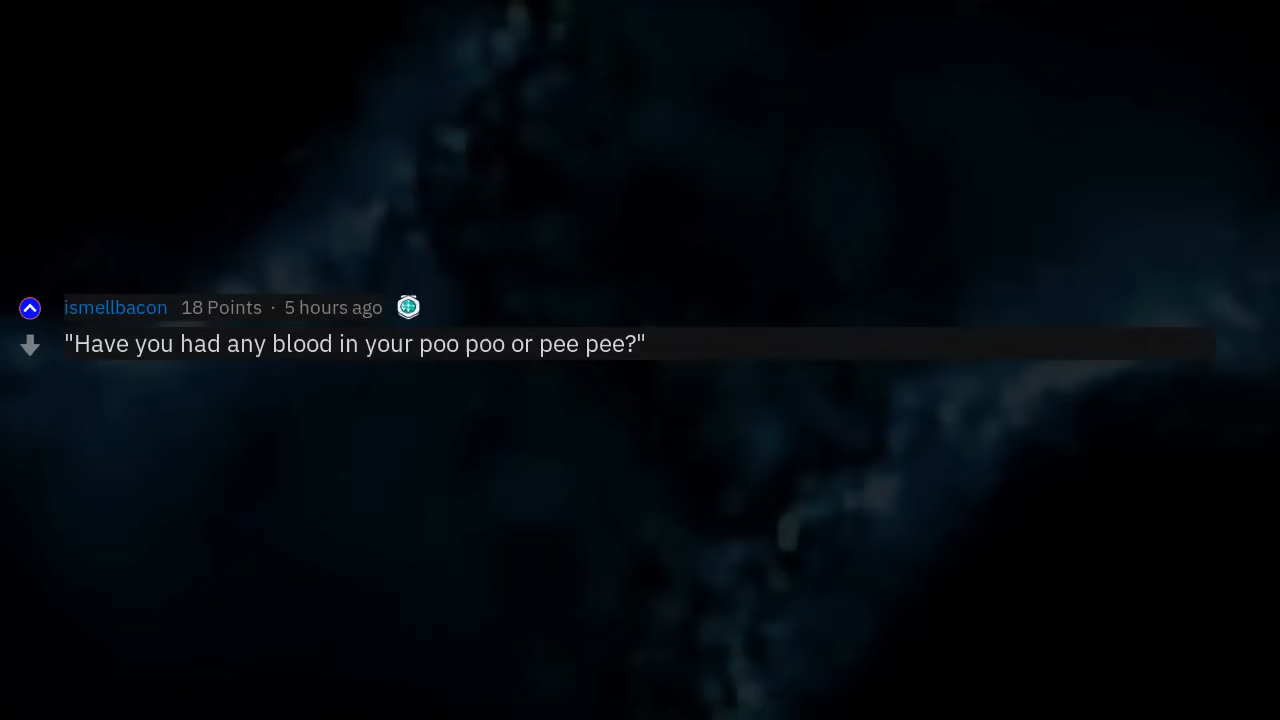 ismellbacon 18 Points · 5 hours ago
"Have you had any blood in your poo poo or pee pee?"